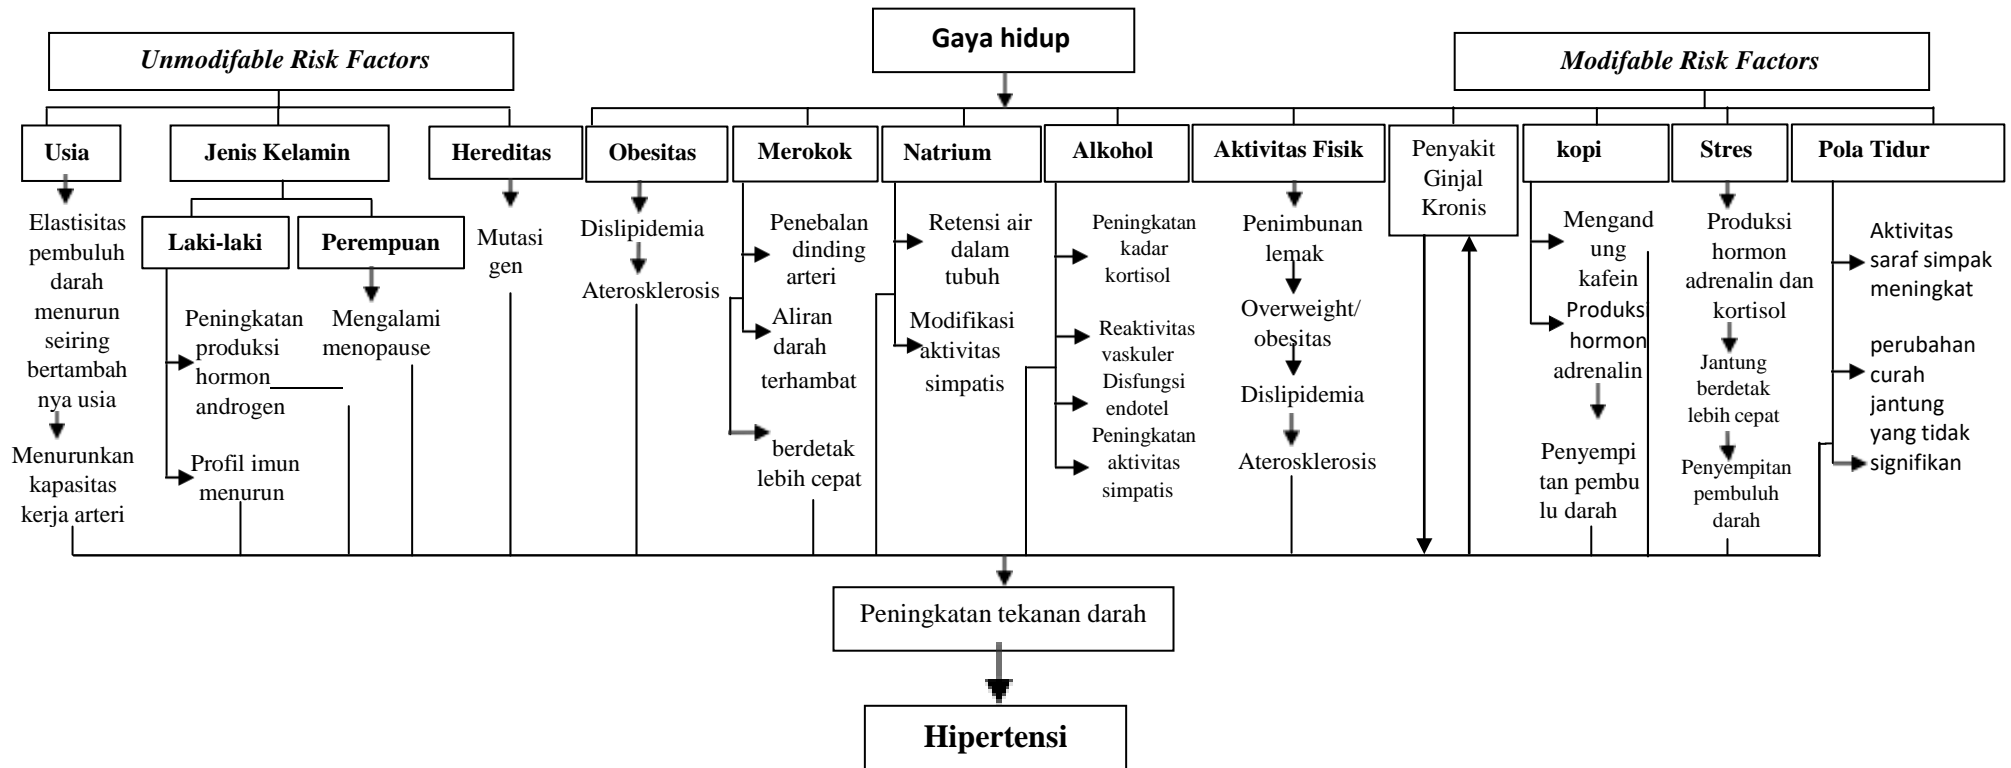 Gaya hidup
Unmodifable Risk Factors
Modifable Risk Factors
Usia
Elastisitas
pembuluh
darah
menurun
seiring
bertambah
nya usia
Menurunkan
kapasitas
kerja arteri
Jenis Kelamin
Laki-laki
Peningkatan
produksi
hormon
androgen
Profil imun
menurun
Perempuan
Mengalami
menopause
Hereditas
Mutasi
gen
Obesitas
Dislipidemia
Aterosklerosis
Merokok
Penebalan
dinding
arteri
Aliran
darah
terhambat
berdetak
lebih cepat
Natrium
Retensi air
dalam
tubuh
Modifikasi
aktivitas
simpatis
Alkohol
Peningkatan
kadar
kortisol
Reaktivitas
vaskuler
Disfungsi
endotel
Peningkatan
aktivitas
simpatis
Aktivitas Fisik
Penimbunan
lemak
Overweight/
obesitas
Dislipidemia
Aterosklerosis
Penyakit
Ginjal
Kronis
kopi
Mengand
ung
kafein
Produksi
hormon
adrenalin
Penyempi
tan pembu
lu darah
Stres
Produksi
hormon
adrenalin dan
kortisol
Jantung
berdetak
lebih cepat
Penyempitan
pembuluh
darah
Pola Tidur
Aktivitas
saraf simpak
meningkat
perubahan
curah
jantung
yang tidak
signifikan
Peningkatan tekanan darah
Hipertensi